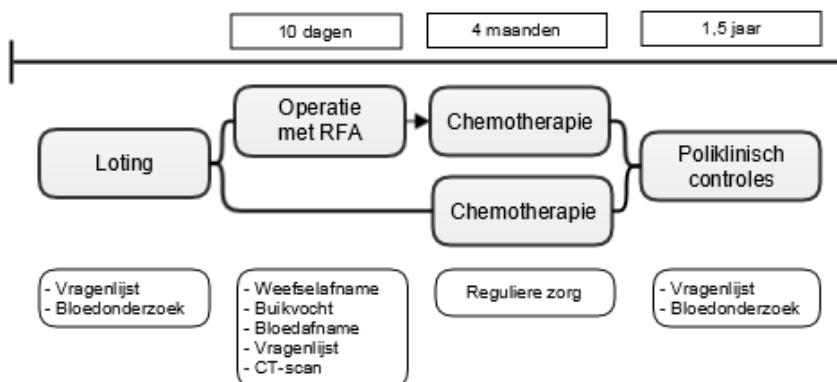 10 dagen
4 maanden
1,5 jaar
Loting
Operatie
met RFA
Chemotherapie
Chemotherapie
Poliklinisch
controles
- Vragenlijst
- Bloedonderzoek
- Weefselafname
- Buikvocht
- Bloedafname
- Vragenlijst
- CT-scan
Reguliere zorg
- Vragenlijst
- Bloedonderzoek